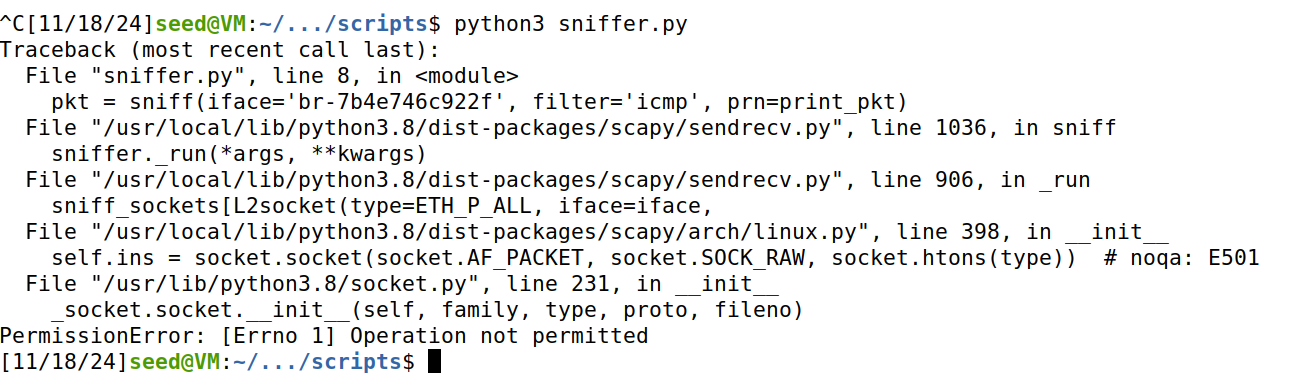 ^C[11/18/24]seed@VM:~/.../scripts$ python3 sniffer.py
Traceback (most recent call last):
  File "sniffer.py", line 8, in <module>
    pkt = sniff(iface='br-7b4e746c922f', filter='icmp', prn=print_pkt)
  File "/usr/local/lib/python3.8/dist-packages/scapy/sendrecv.py", line 1036, in sniff
    sniffer._run(*args, **kwargs)
  File "/usr/local/lib/python3.8/dist-packages/scapy/sendrecv.py", line 906, in _run
    sniff_sockets[L2socket(type=ETH_P_ALL, iface=iface,
  File "/usr/local/lib/python3.8/dist-packages/scapy/arch/linux.py", line 398, in __init__
    self.ins = socket.socket(socket.AF_PACKET, socket.SOCK_RAW, socket.htons(type))  # noqa: E501
  File "/usr/lib/python3.8/socket.py", line 231, in __init__
    _socket.socket.__init__(self, family, type, proto, fileno)
PermissionError: [Errno 1] Operation not permitted
[11/18/24]seed@VM:~/.../scripts$